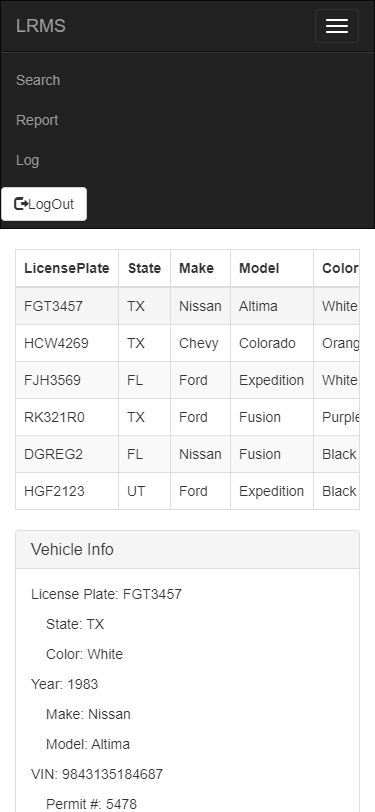 LRMS
Search
Report
Log
LogOut
LicensePlate State Make Model Color
FGT3457 TX Nissan Altima White
HCW4269 TX Chevy Colorado Orang
FJH3569 FL Ford Expedition White
RK321R0 TX Ford Fusion Purple
DGREG2 FL Nissan Fusion Black
HGF2123 UT Ford Expedition Black
Vehicle Info
License Plate: FGT3457
State: TX
Color: White
Year: 1983
Make: Nissan
Model: Altima
VIN: 9843135184687
Permit #: 5478